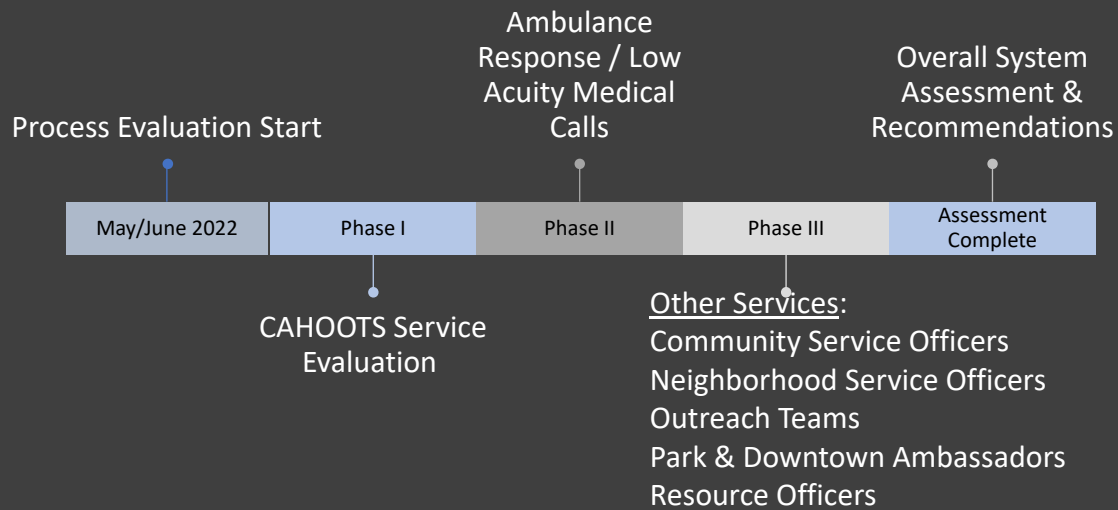 Process Evaluation Start
Ambulance
Response / Low
Acuity Medical
Calls
Overall System
Assessment &
Recommendations
May/June 2022
Phase I
Phase II
Phase III
Assessment
Complete
CAHOOTS Service
Evaluation
Other Services:
Community Service Officers
Neighborhood Service Officers
Outreach Teams
Park & Downtown Ambassadors
Resource Officers